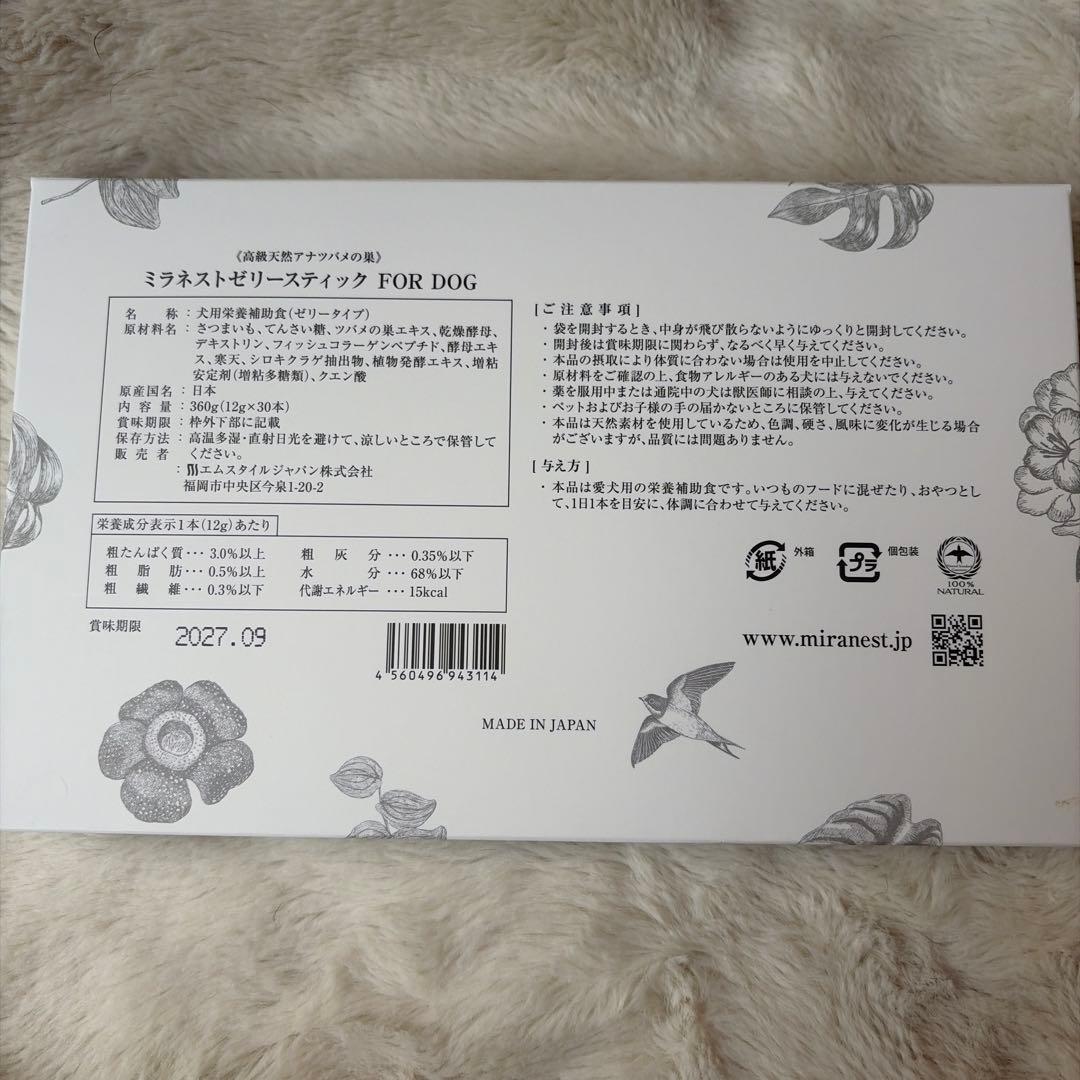 《高級天然アナツバメの巣》
ミラネストゼリースティック FOR DOG
名称：犬用栄養補助食（ゼリータイプ）
原材料名：さつまいも、てんさい糖、ツバメの巣エキス、乾燥酵母、
デキストリン、フィッシュコラーゲンペプチド、酵母エキ
ス、寒天、シロキクラゲ抽出物、植物発酵エキス、増粘
安定剤（増粘多糖類）、クエン酸
原産国名：日本
内容量：360g（12g×30本）
賞味期限：枠外下部に記載
保存方法：高温多湿・直射日光を避けて、涼しいところで保管して
ください。
販売者：エムスタイルジャパン株式会社
福岡市中央区今泉1-20-2
栄養成分表示1本（12g）あたり
粗たんぱく質・・・3.0%以上 粗灰分・・・0.35%以下
粗脂肪・・・0.5%以上 水分・・・68%以下
粗繊維・・・0.3%以下 代謝エネルギー・・・15kcal
賞味期限 2027.09
4 560496 943114
[ご注意事項]
・袋を開封するとき、中身が飛び散らないようにゆっくりと開封してください。
・開封後は賞味期限に関わらず、なるべく早く与えてください。
・本品の摂取により体質に合わない場合は使用を中止してください。
・原材料をご確認の上、食物アレルギーのある犬には与えないでください。
・薬を服用中または通院中の犬は獣医師に相談の上、与えてください。
・ペットおよびお子様の手の届かないところに保管してください。
・本品は天然素材を使用しているため、色調、硬さ、風味に変化が生じる場合
がございますが、品質には問題ありません。
[与え方]
・本品は愛犬用の栄養補助食です。いつものフードに混ぜたり、おやつとし
て、1日1本を目安に、体調に合わせて与えてください。
紙 外箱 プラ 個包装
100%
NATURAL
www.miranest.jp
MADE IN JAPAN